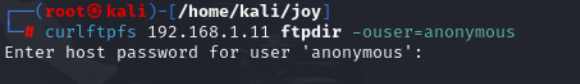 ┌──(root㉿kali)-[/home/kali/joy]
└─# curlftpfs 192.168.1.11 ftpdir -ouser=anonymous
Enter host password for user 'anonymous':